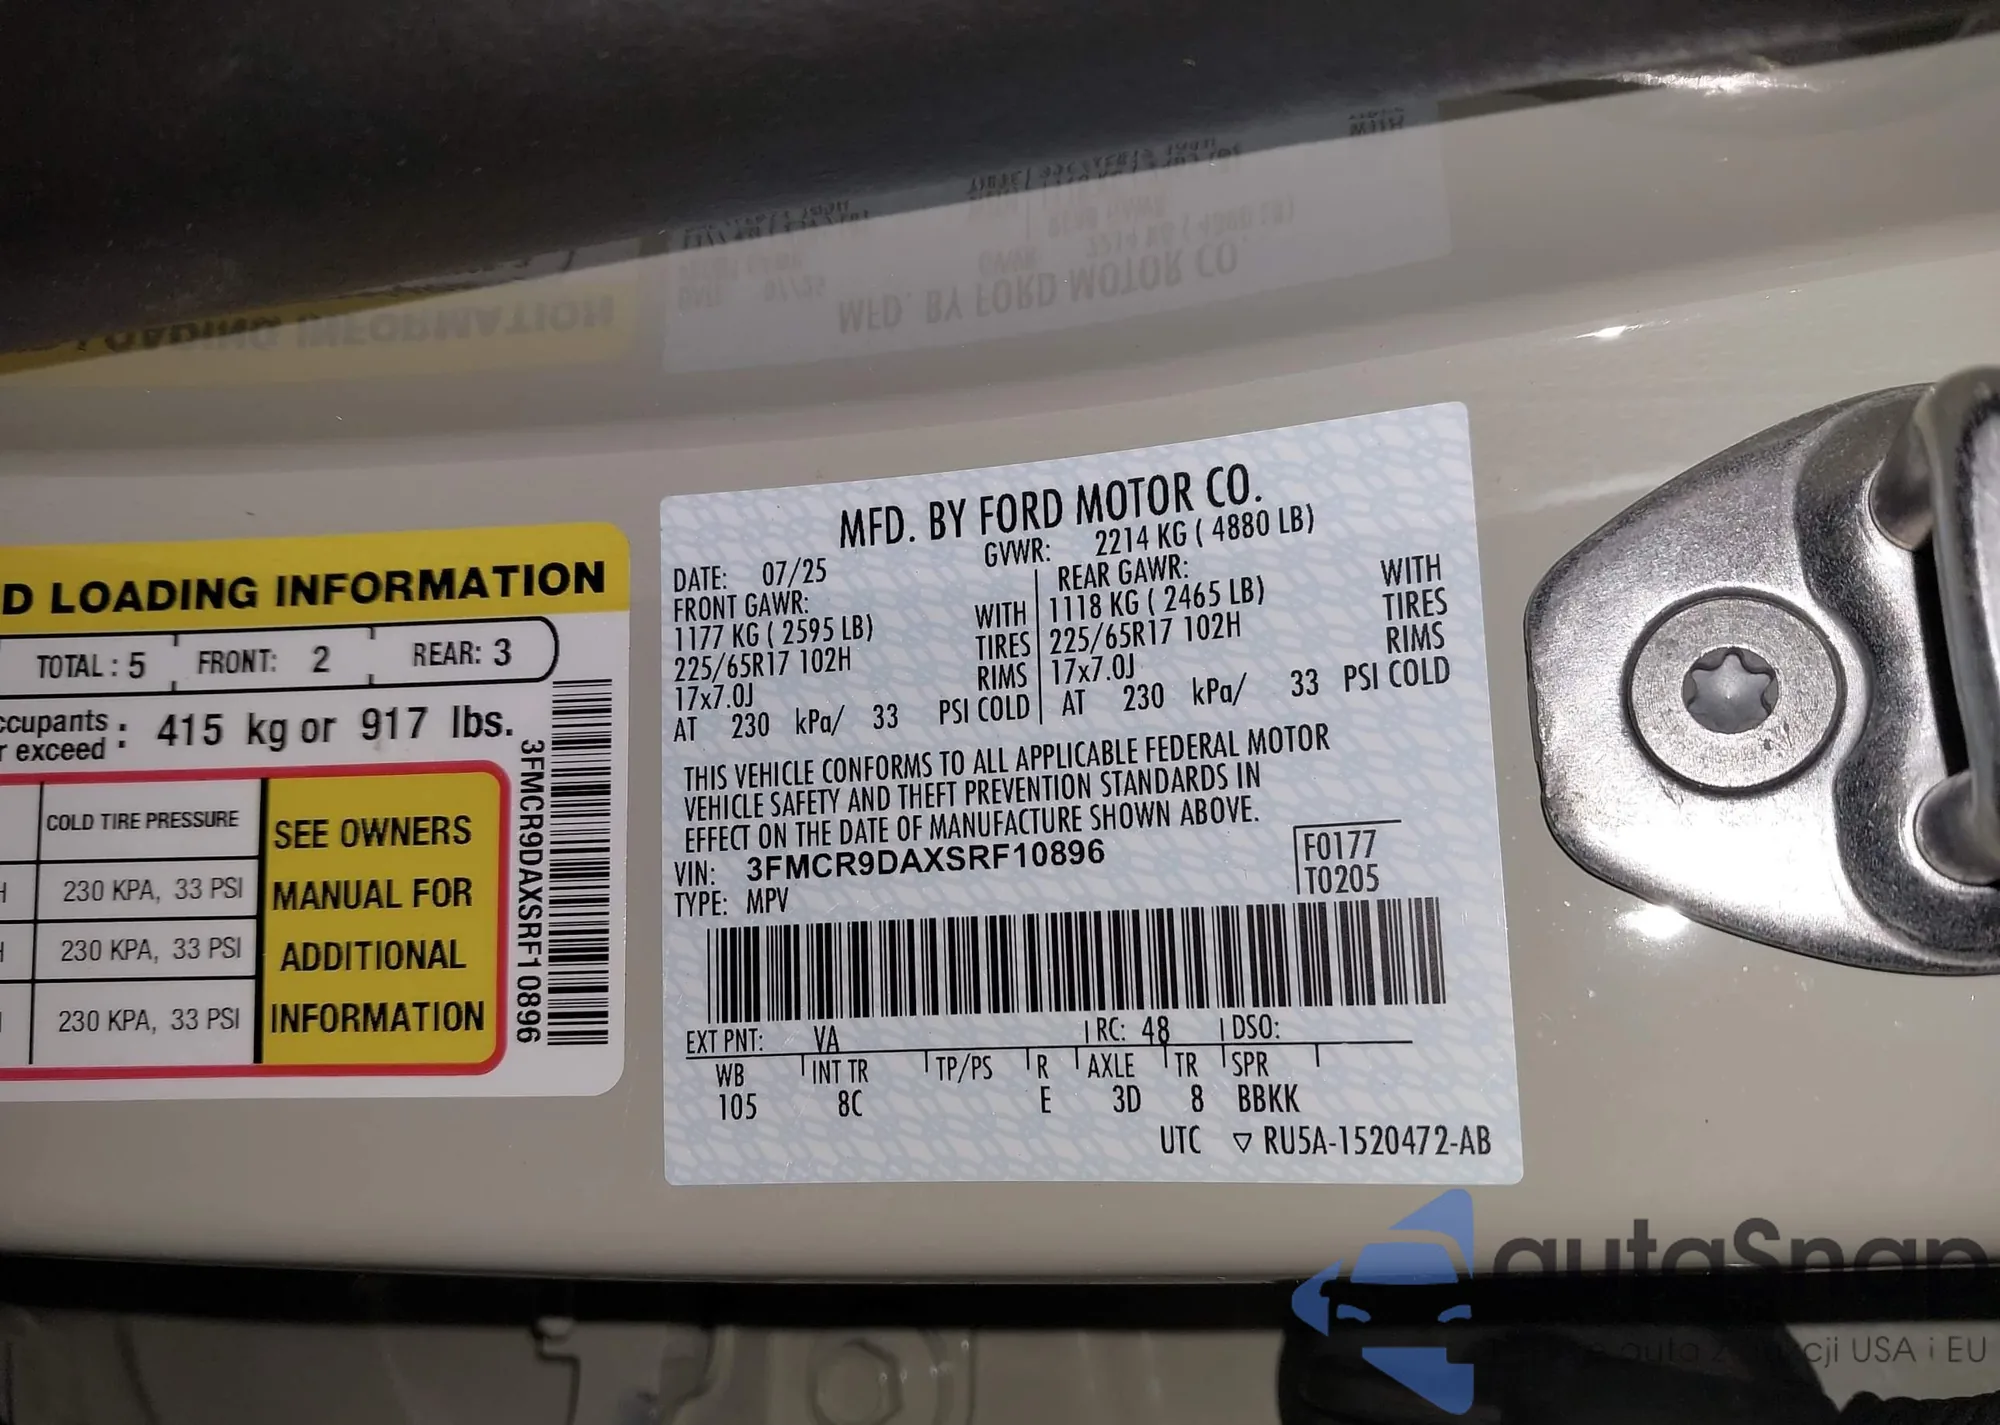 D LOADING INFORMATION
TOTAL : 5 FRONT: 2 REAR: 3
ccupants
r exceed : 415 kg or 917 lbs.
COLD TIRE PRESSURE
230 KPA, 33 PSI
230 KPA, 33 PSI
230 KPA, 33 PSI
SEE OWNERS
MANUAL FOR
ADDITIONAL
INFORMATION
3FMCR9DAXSRF10896
MFD. BY FORD MOTOR CO.
DATE: 07/25 GVWR: 2214 KG ( 4880 LB)
FRONT GAWR: REAR GAWR:
1177 KG ( 2595 LB) WITH 1118 KG ( 2465 LB) WITH
225/65R17 102H TIRES 225/65R17 102H TIRES
17x7.0J RIMS 17x7.0J RIMS
AT 230 kPa/ 33 PSI COLD AT 230 kPa/ 33 PSI COLD
THIS VEHICLE CONFORMS TO ALL APPLICABLE FEDERAL MOTOR
VEHICLE SAFETY AND THEFT PREVENTION STANDARDS IN
EFFECT ON THE DATE OF MANUFACTURE SHOWN ABOVE.
VIN: 3FMCR9DAXSRF10896 F0177
TYPE: MPV T0205
EXT PNT: VA RC: 48 DSO:
WB INT TR TP/PS R AXLE TR SPR
105 8C E 3D 8 BBKK
UTC ▽ RU5A-1520472-AB
autaSnap
auta z cji USA i EU